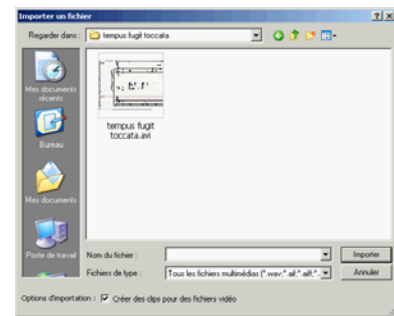 Importer un fichier
Regarder dans : tempus fugit toccata
Mes documents
récents
Bureau
Mes documents
Poste de travail
tempus fugit
toccata.avi
Nom du fichier : Importer
Fichiers de type : Tous les fichiers multimédias (*.wav;*.aif;*.aiff;*. Annuler
Options d'importation : Créer des clips pour des fichiers vidéo